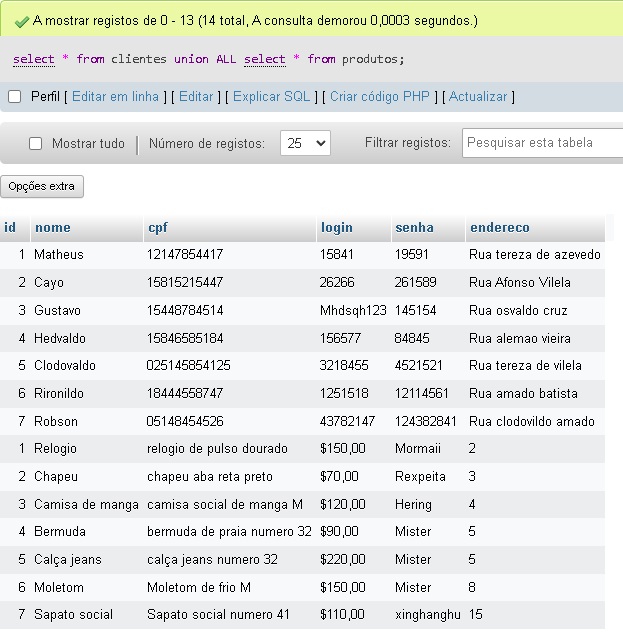 A mostrar registos de 0 - 13 (14 total, A consulta demorou 0,0003 segundos.)
select * from clientes union ALL select * from produtos;
Perfil [ Editar em linha ] [ Editar ] [ Explicar SQL ] [ Criar código PHP ] [ Actualizar ]
Mostrar tudo | Número de registos: 25 Filtrar registos: Pesquisar esta tabela
Opções extra
id nome cpf login senha endereco
1 Matheus 12147854417 15841 19591 Rua tereza de azevedo
2 Cayo 15815215447 26266 261589 Rua Afonso Vilela
3 Gustavo 15448784514 Mhdsqh123 145154 Rua osvaldo cruz
4 Hedvaldo 15846585184 156577 84845 Rua alemao vieira
5 Clodovaldo 025145854125 3218455 4521521 Rua tereza de vilela
6 Rironildo 18444558747 1251518 12114561 Rua amado batista
7 Robson 05148454526 43782147 124382841 Rua clodovildo amado
1 Relogio relogio de pulso dourado $150,00 Mormaii 2
2 Chapeu chapeu aba reta preto $70,00 Rexpeita 3
3 Camisa de manga camisa social de manga M $120,00 Hering 4
4 Bermuda bermuda de praia numero 32 $90,00 Mister 5
5 Calça jeans calça jeans numero 32 $220,00 Mister 5
6 Moletom Moletom de frio M $150,00 Mister 8
7 Sapato social Sapato social numero 41 $110,00 xinghanghu 15